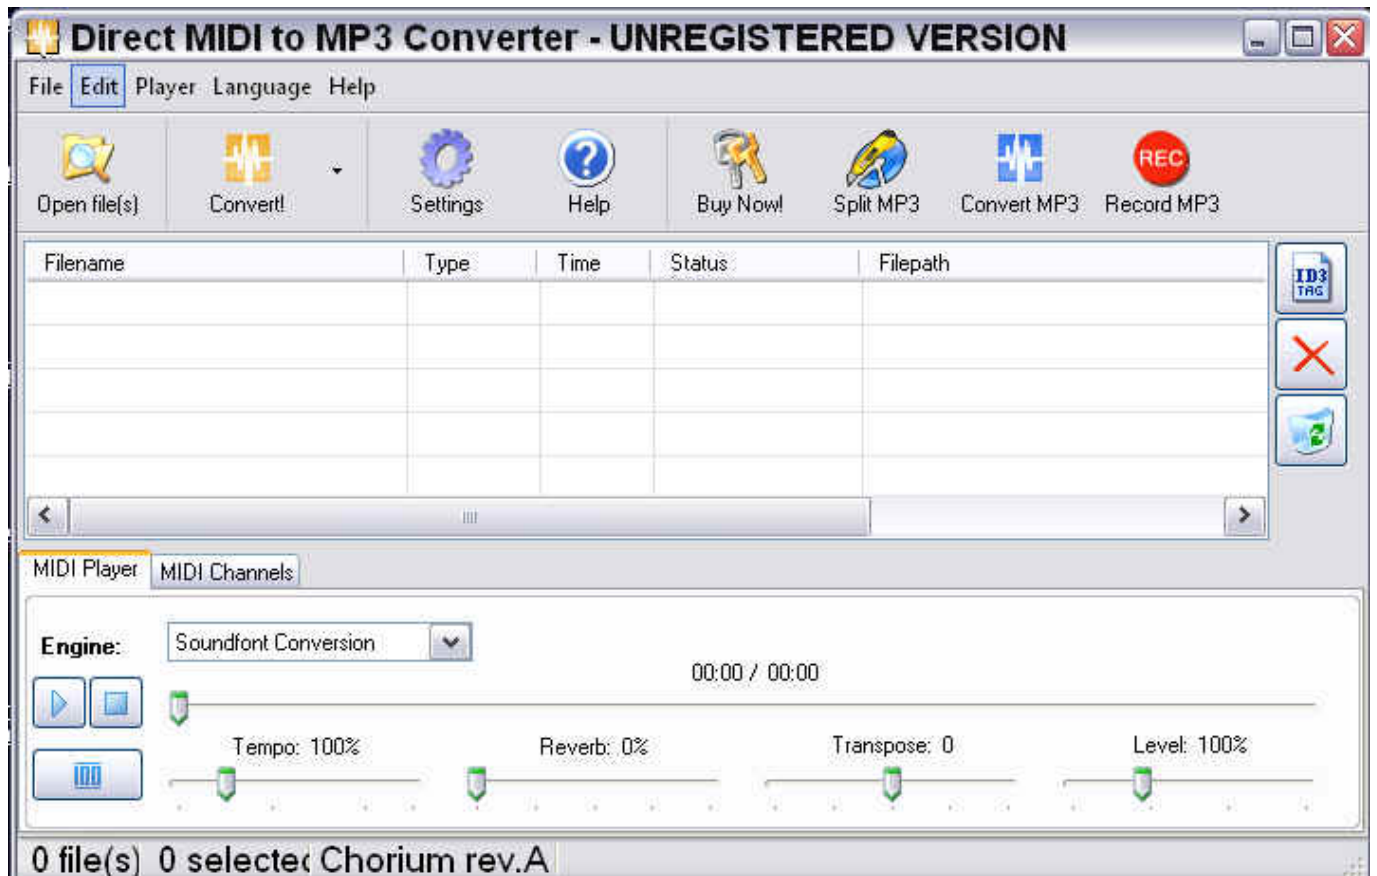 Direct MIDI to MP3 Converter - UNREGISTERED VERSION
File Edit Player Language Help
Open file(s) Convert! Settings Help Buy Now! Split MP3 Convert MP3 REC Record MP3
Filename Type Time Status Filepath
ID3
TAG
MIDI Player MIDI Channels
Engine: Soundfont Conversion
00:00 / 00:00
Tempo: 100% Reverb: 0% Transpose: 0 Level: 100%
0 file(s) 0 selected Chorium rev.A